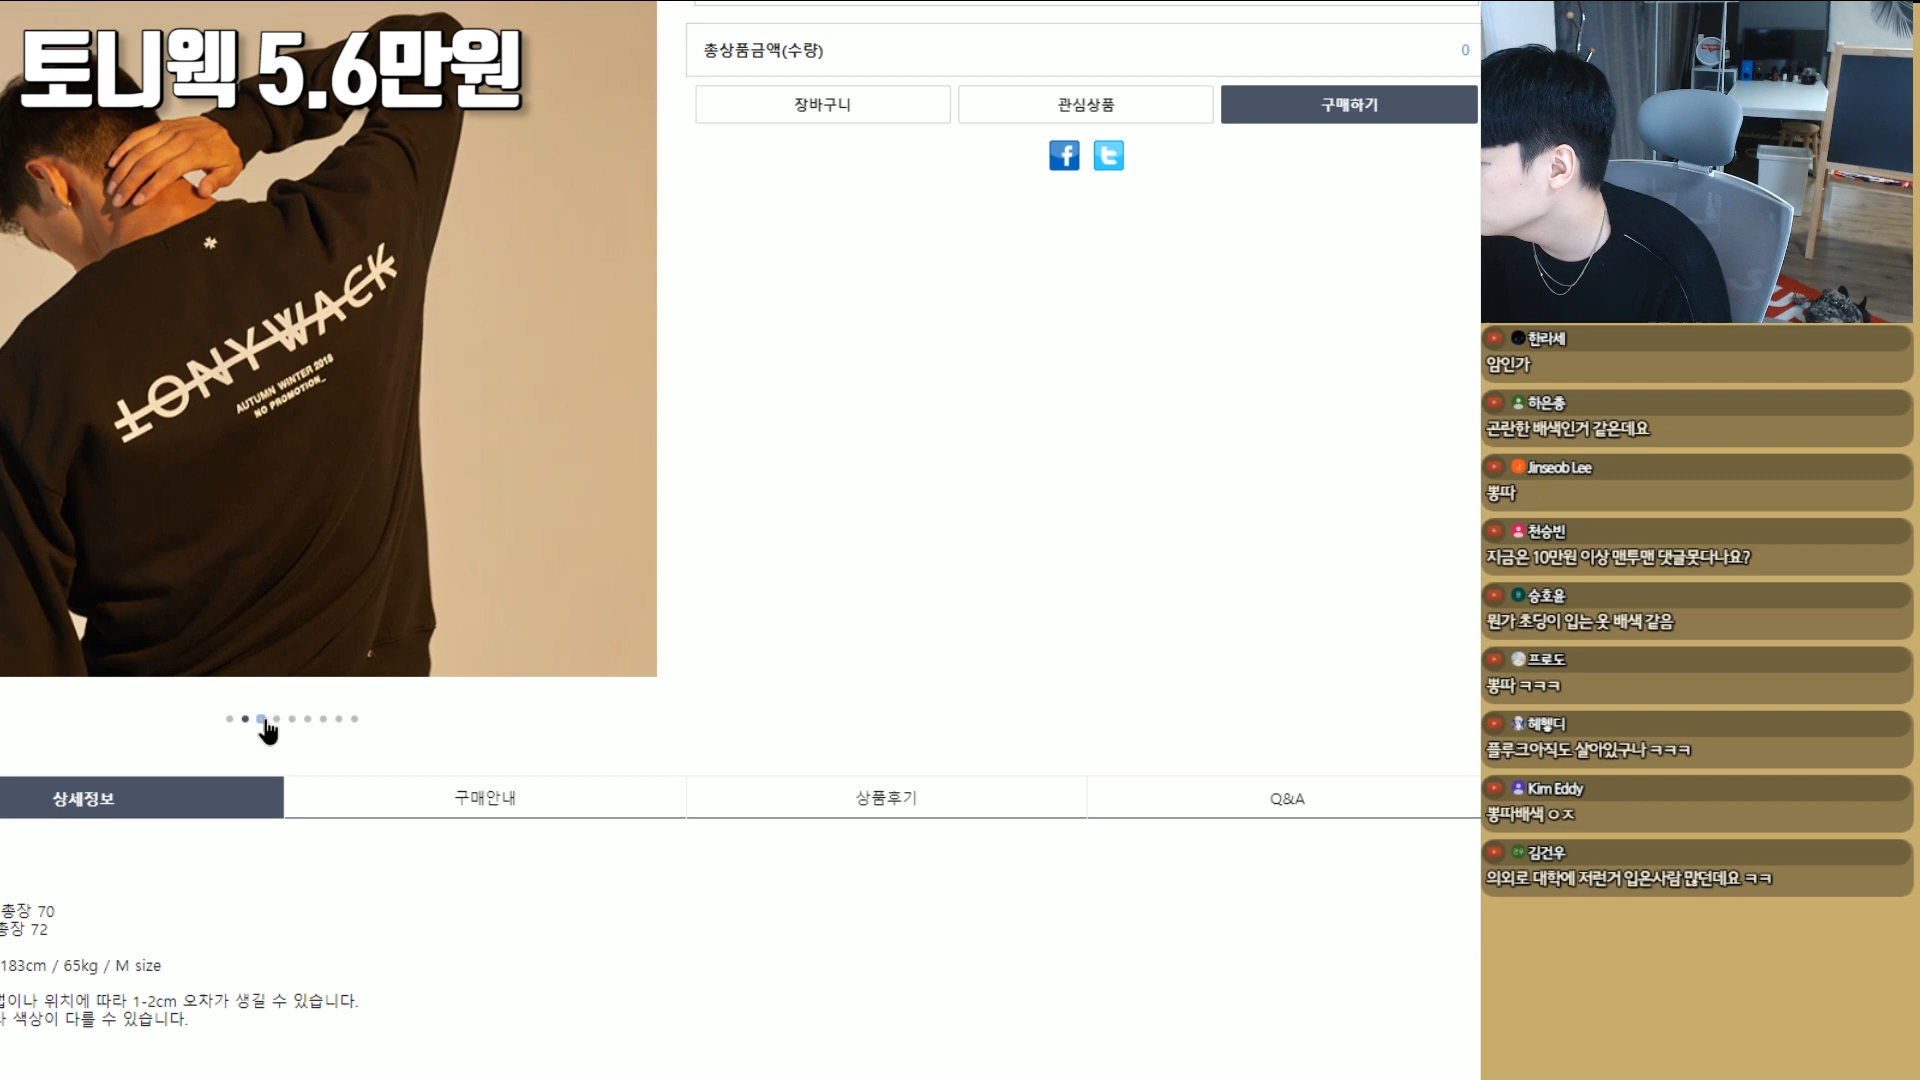 토니웩 5.6만원
TONYWACK
AUTUMN WINTER 2018
NO PROMOTION_
총상품금액(수량)
0
장바구니
관심상품
구매하기
상세정보
구매안내
상품후기
Q&A
총장 70
총장 72
183cm / 65kg / M size
이나 위치에 따라 1-2cm 오차가 생길 수 있습니다.
색상이 다를 수 있습니다.
한라세
암인가
하은총
곤란한 배색인거 같은데요
Jinseob Lee
뽕따
천승빈
지금은 10만원 이상 맨투맨 댓글못다나요?
승호윤
뭔가 초딩이 입는 옷 배색 같음
프로도
뽕따 ㅋㅋㅋ
헤헿디
플루크아직도 살아있구나 ㅋㅋㅋ
Kim Eddy
뽕따배색 ㅇㅈ
김건우
의외로 대학에 저런거 입은사람 많던데요 ㅋㅋ